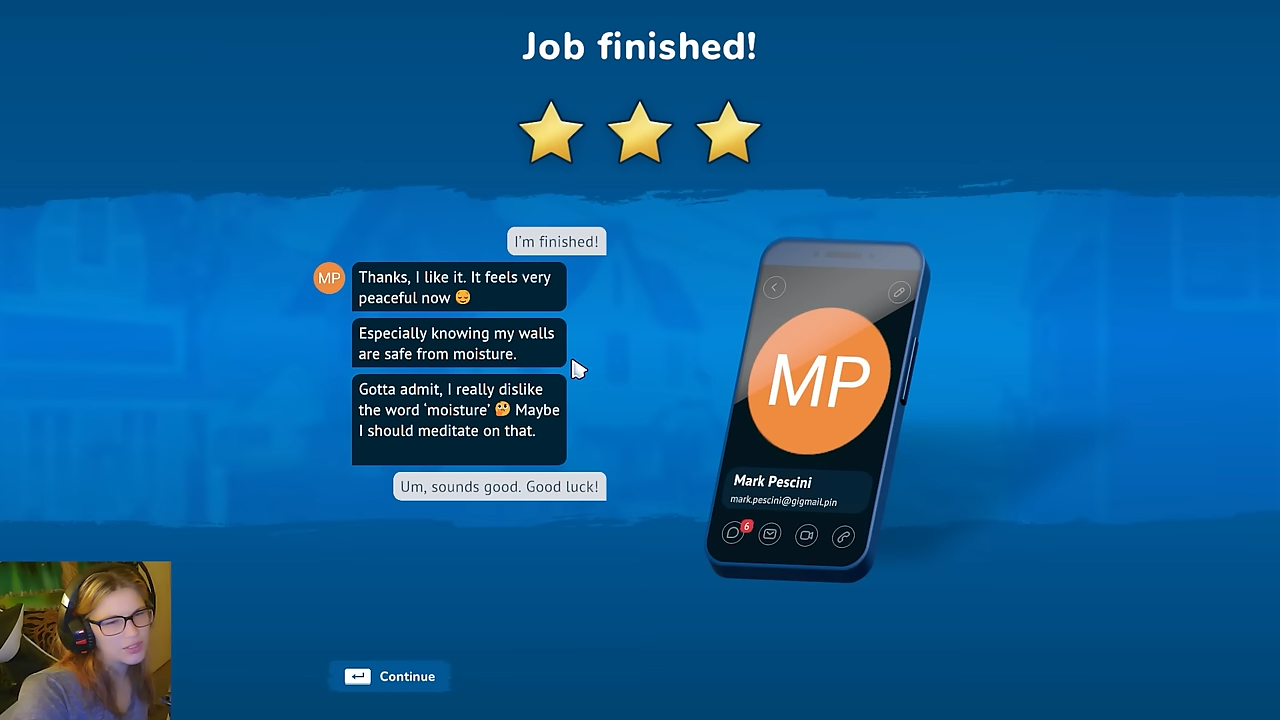 Job finished!
I'm finished!
MP
Thanks, I like it. It feels very
peaceful now
Especially knowing my walls
are safe from moisture.
Gotta admit, I really dislike
the word ‘moisture’ Maybe
I should meditate on that.
Um, sounds good. Good luck!
MP
Mark Pescini
mark.pescini@gigmail.pin
6
Continue